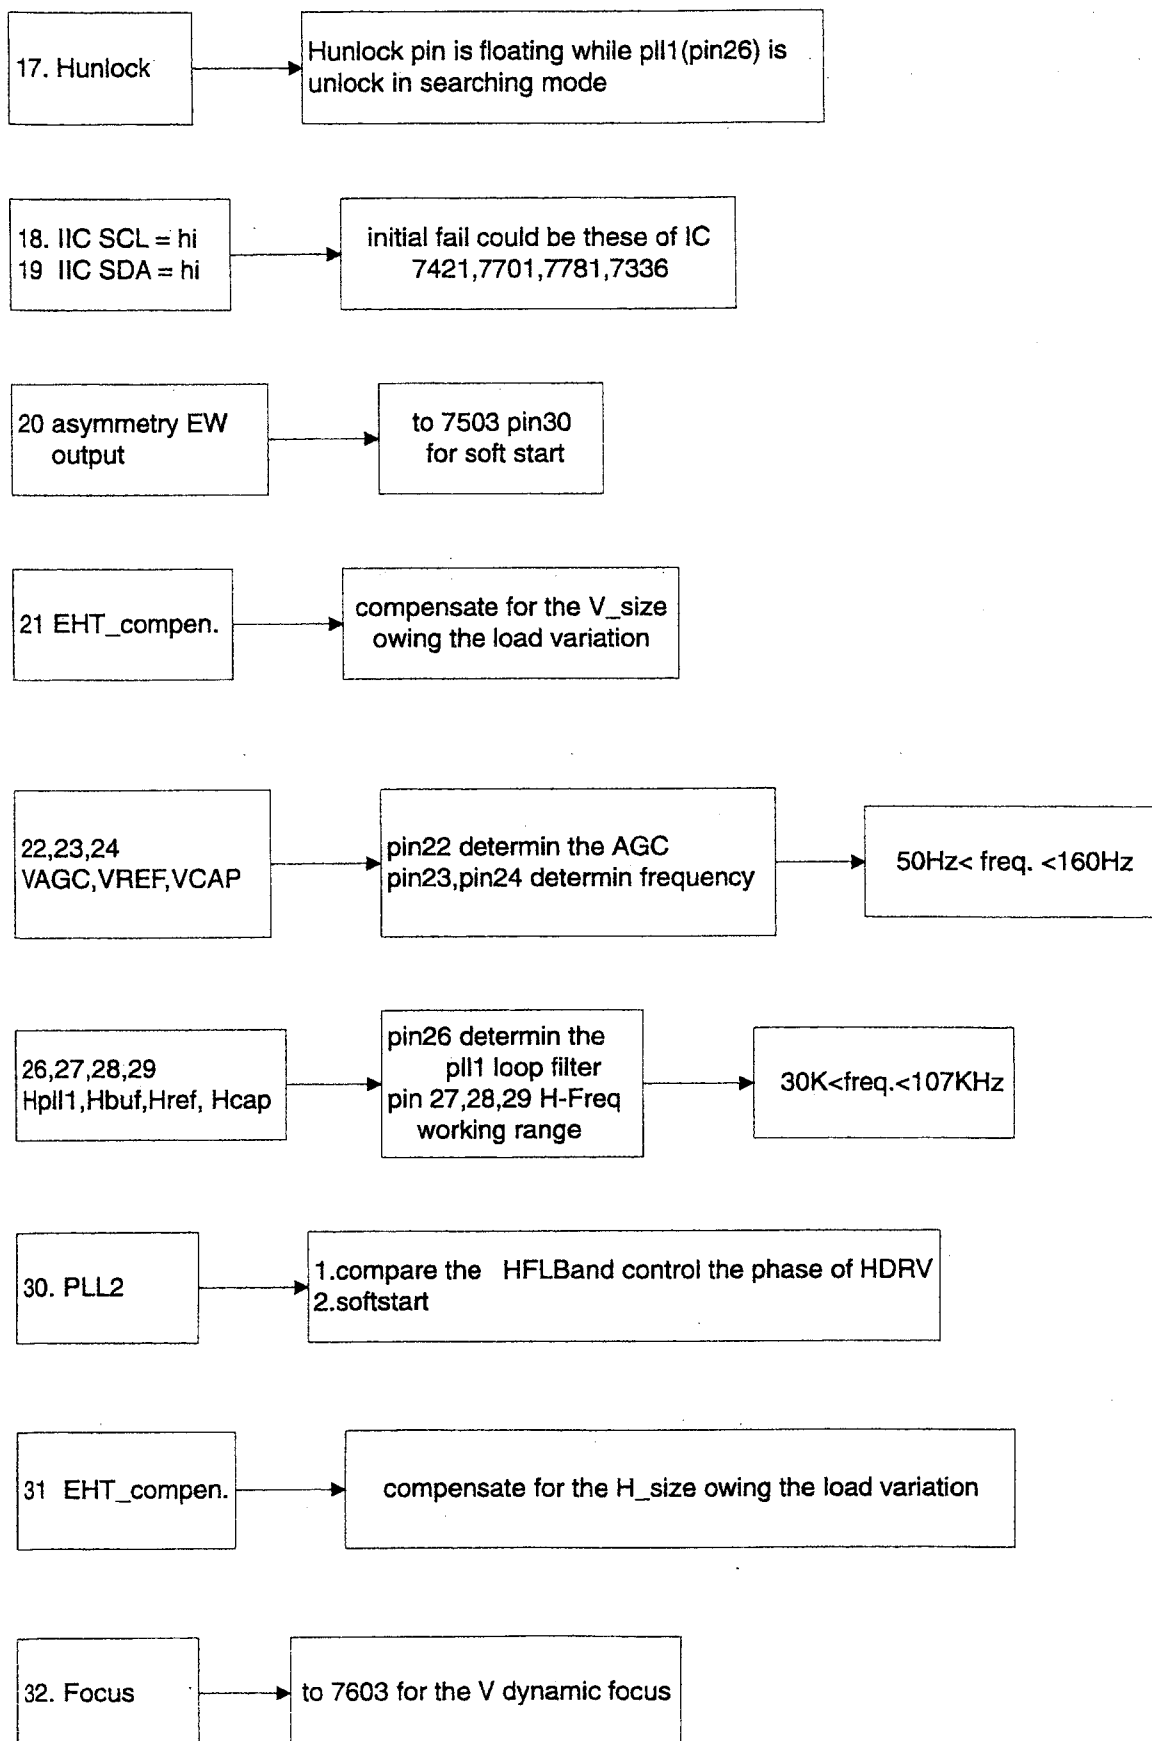 17. Hunlock
Hunlock pin is floating while pll1(pin26) is
unlock in searching mode
18. IIC SCL = hi
19 IIC SDA = hi
initial fail could be these of IC
7421,7701,7781,7336
20 asymmetry EW
output
to 7503 pin30
for soft start
21 EHT_compen.
compensate for the V_size
owing the load variation
22,23,24
VAGC,VREF,VCAP
pin22 determin the AGC
pin23,pin24 determin frequency
50Hz< freq. <160Hz
26,27,28,29
Hpll1,Hbuf,Href, Hcap
pin26 determin the
pll1 loop filter
pin 27,28,29 H-Freq
working range
30K<freq.<107KHz
30. PLL2
1.compare the HFLBand control the phase of HDRV
2.softstart
31 EHT_compen.
compensate for the H_size owing the load variation
32. Focus
to 7603 for the V dynamic focus